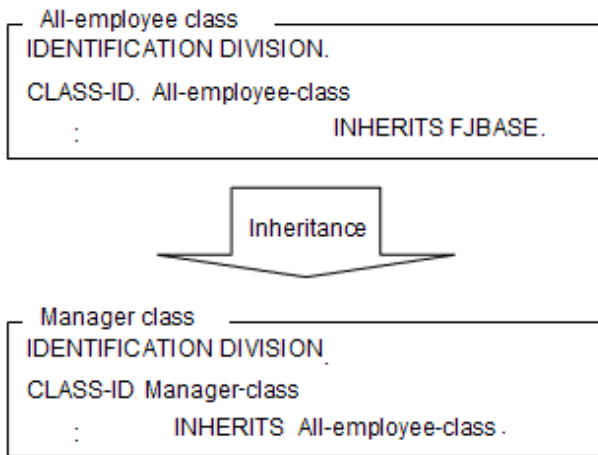 All-employee class
IDENTIFICATION DIVISION.
CLASS-ID. All-employee-class
: INHERITS FJBASE.
Inheritance
Manager class
IDENTIFICATION DIVISION.
CLASS-ID Manager-class
: INHERITS All-employee-class.